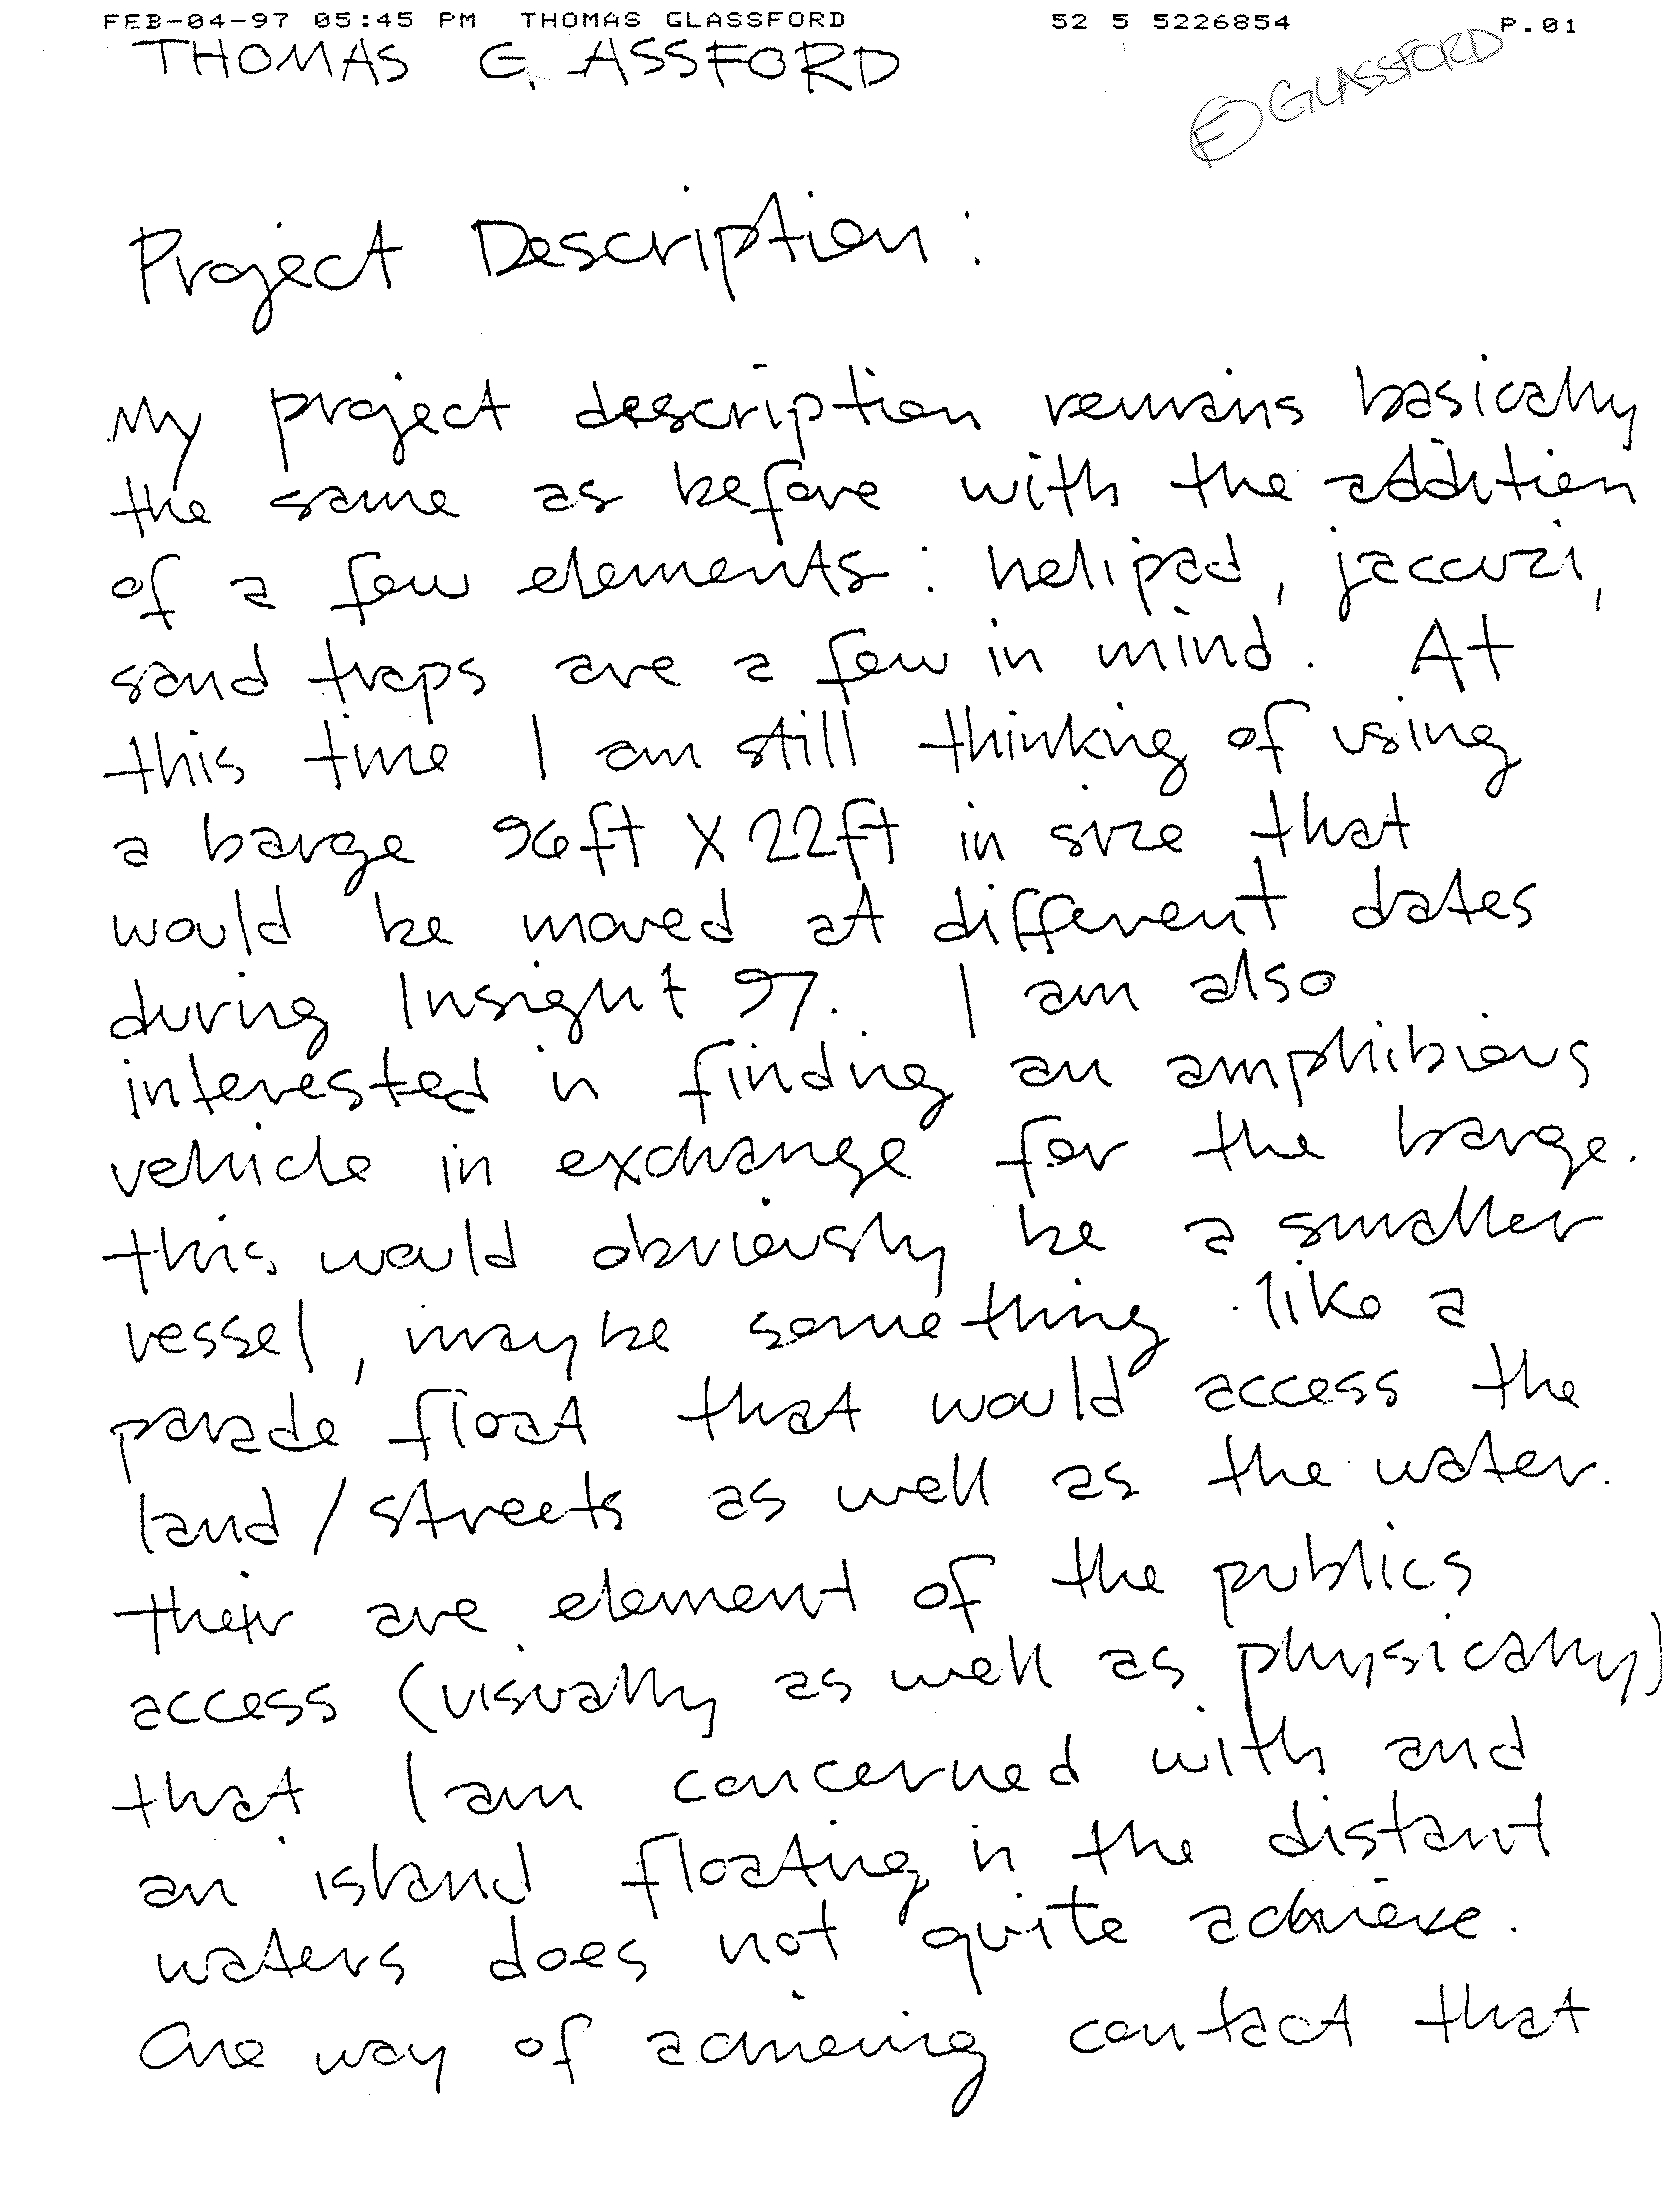 FEB-04-97 05:45 PM THOMAS GLASSFORD 52 5 5226854 P.01
THOMAS GLASSFORD
E GLASSFORD
Project Description:
My project description remains basically
the same as before with the addition
of a few elements: helipad, jaccuzi,
sand traps are a few in mind. At
this time I am still thinking of using
a barge 96ft X 22ft in size that
would be moved at different dates
during Insight 97. I am also
interested in finding an amphibious
vehicle in exchange for the barge.
this would obviously be a smaller
vessel, maybe something like a
parade float that would access the
land/streets as well as the water.
their are element of the publics
access (visually as well as physically)
that I am concerned with and
an island floating in the distant
waters does not quite achieve.
One way of achieving contact that